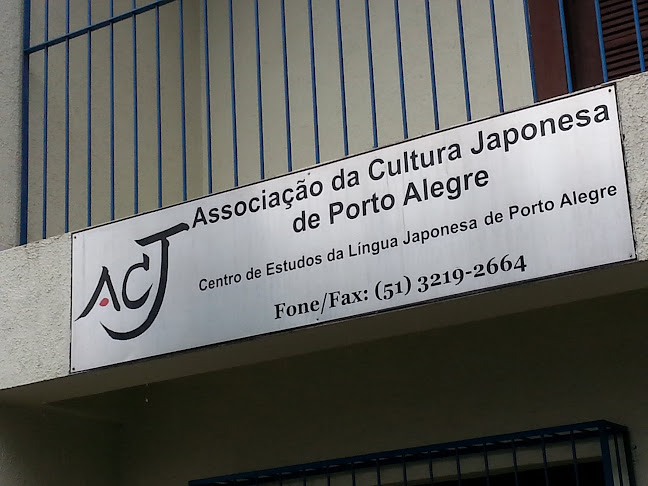 ACJ
Associação da Cultura Japonesa
de Porto Alegre
Centro de Estudos da Língua Japonesa de Porto Alegre
Fone/Fax: (51) 3219-2664